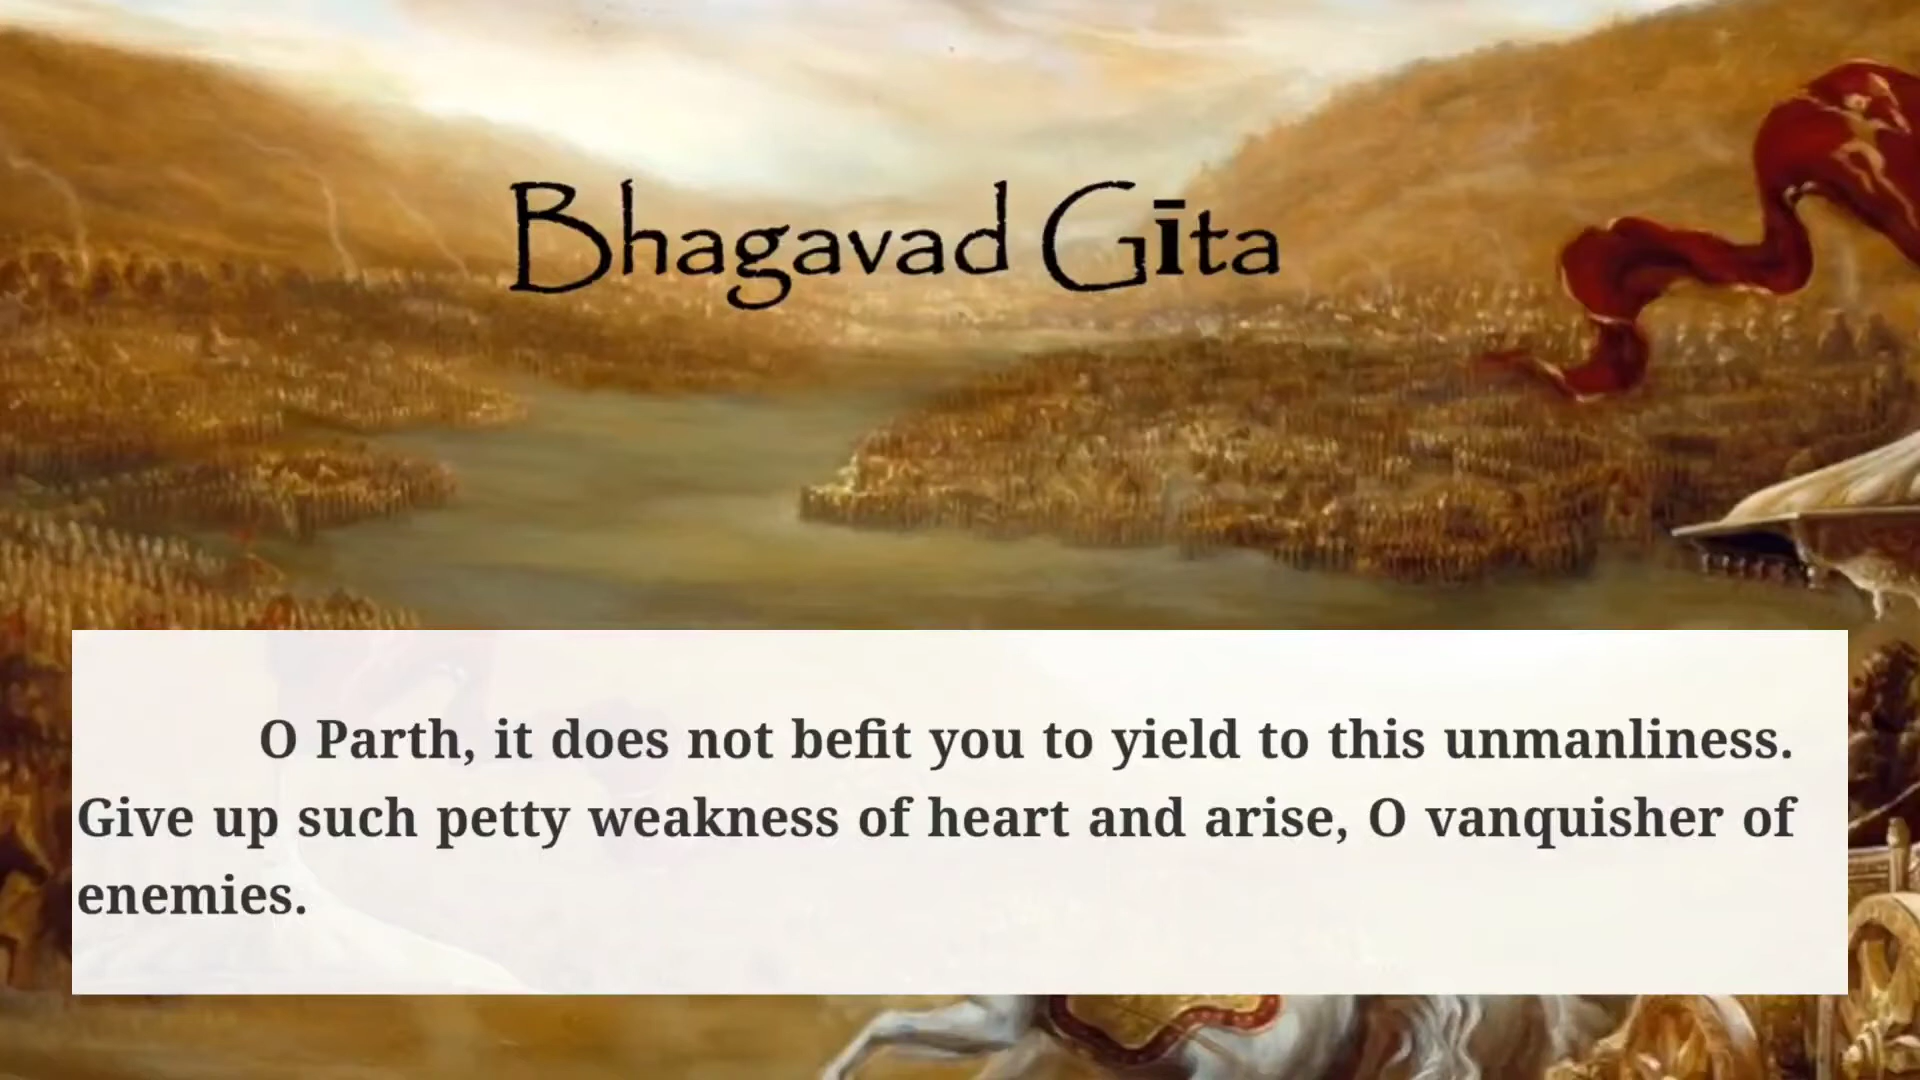 Bhagavad Gīta
O Parth, it does not befit you to yield to this unmanliness.
Give up such petty weakness of heart and arise, O vanquisher of
enemies.